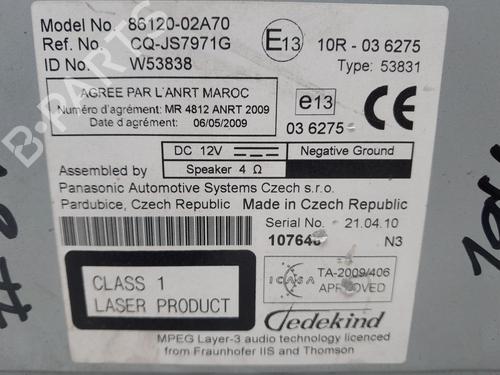 Model No. 86120-02A70
Ref. No. CQ-JS7971G
ID No. W53838
E13 10R - 03 6275
Type: 53831
AGREE PAR L'ANRT MAROC
Numéro d'agrément: MR 4812 ANRT 2009
Date d'agrément: 06/05/2009
e13
03 6275
CE
DC 12V Negative Ground
Speaker 4 Ω
Assembled by
Panasonic Automotive Systems Czech s.r.o.
Pardubice, Czech Republic Made in Czech Republic
Serial No. 21.04.10
107646 N3
CLASS 1
LASER PRODUCT
ICASA
TA-2009/406
APPROVED
Tedekind
MPEG Layer-3 audio technology licenced
from Fraunhofer IIS and Thomson
B-PARTS